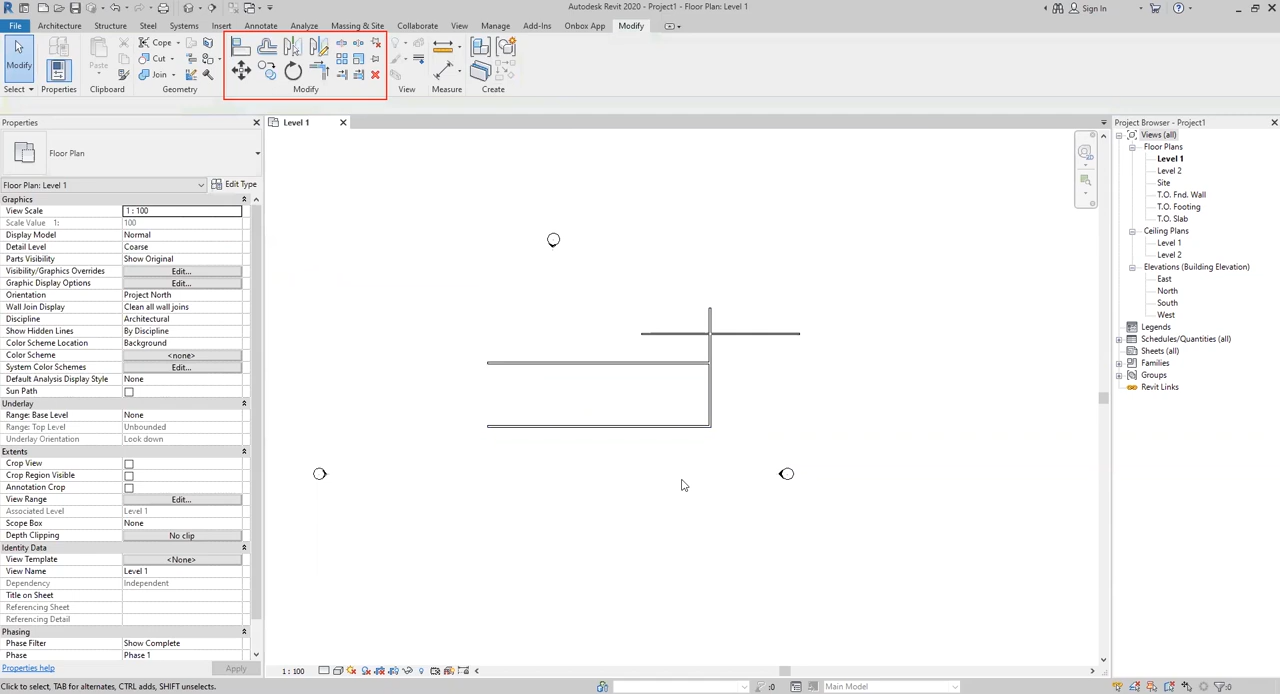 Autodesk Revit 2020 - Project1 - Floor Plan: Level 1
Sign In
File Architecture Structure Steel Systems Insert Annotate Analyze Massing & Site Collaborate View Manage Add-Ins Onbox App Modify
Modify
Paste
Cope
Cut
Join
Select Properties Clipboard Geometry Modify View Measure Create
Properties
Level 1
Project Browser - Project1
Floor Plan
Floor Plan: Level 1
Edit Type
Graphics
View Scale 1 : 100
Scale Value 1: 100
Display Model Normal
Detail Level Coarse
Parts Visibility Show Original
Visibility/Graphics Overrides Edit...
Graphic Display Options Edit...
Orientation Project North
Wall Join Display Clean all wall joins
Discipline Architectural
Show Hidden Lines By Discipline
Color Scheme Location Background
Color Scheme <none>
System Color Schemes Edit...
Default Analysis Display Style None
Sun Path
Underlay
Range: Base Level None
Range: Top Level Unbounded
Underlay Orientation Look down
Extents
Crop View
Crop Region Visible
Annotation Crop
View Range Edit...
Associated Level Level 1
Scope Box None
Depth Clipping No clip
Identity Data
View Template <None>
View Name Level 1
Dependency Independent
Title on Sheet
Referencing Sheet
Referencing Detail
Phasing
Phase Filter Show Complete
Phase Phase 1
Properties help
Apply
Views (all)
Floor Plans
Level 1
Level 2
Site
T.O. Fnd. Wall
T.O. Footing
T.O. Slab
Ceiling Plans
Level 1
Level 2
Elevations (Building Elevation)
East
North
South
West
Legends
Schedules/Quantities (all)
Sheets (all)
Families
Groups
Revit Links
1 : 100
Click to select, TAB for alternates, CTRL adds, SHIFT unselects.
:0
Main Model
:0